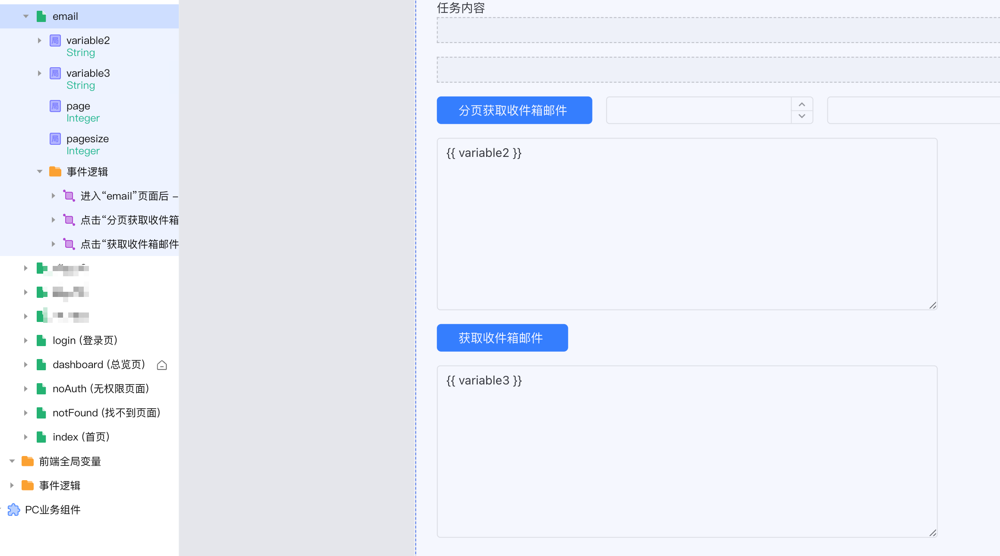 email
局 variable2
String
局 variable3
String
局 page
Integer
局 pagesize
Integer
事件逻辑
进入“email”页面后 –
点击“分页获取收件箱
点击“获取收件箱邮件
login (登录页)
dashboard (总览页)
noAuth (无权限页面)
notFound (找不到页面)
index (首页)
前端全局变量
事件逻辑
PC业务组件
任务内容
分页获取收件箱邮件
{{ variable2 }}
获取收件箱邮件
{{ variable3 }}